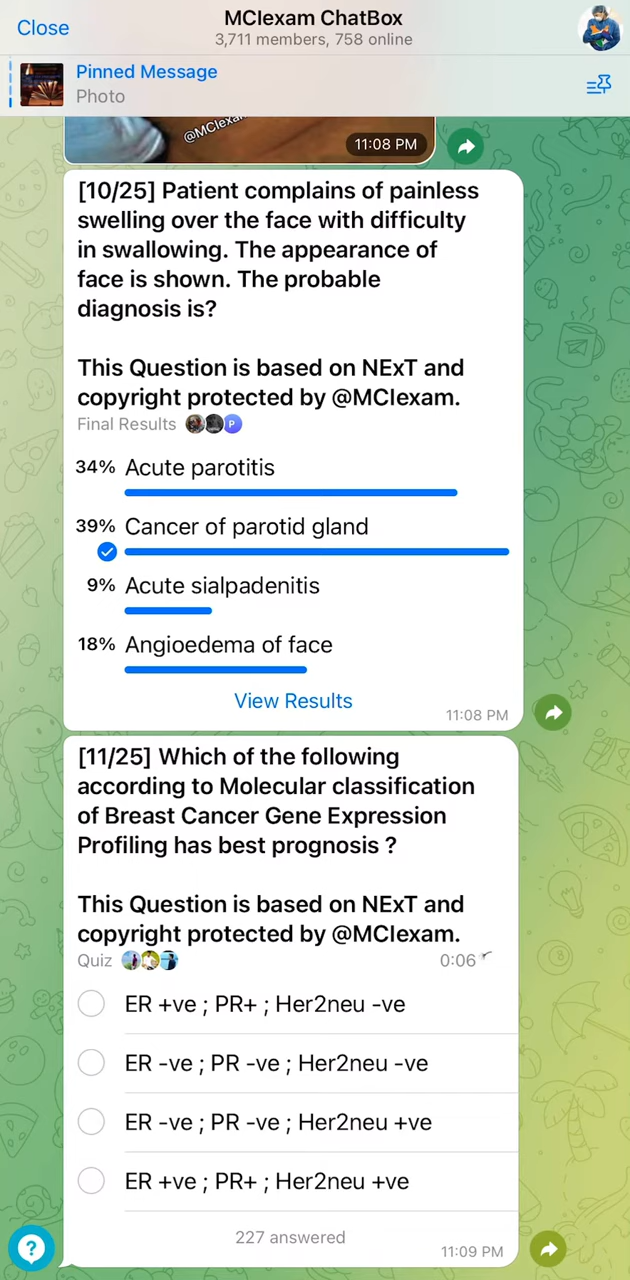 Close
MCIexam ChatBox
3,711 members, 758 online
Pinned Message
Photo
@MCIexa
11:08 PM
[10/25] Patient complains of painless
swelling over the face with difficulty
in swallowing. The appearance of
face is shown. The probable
diagnosis is?
This Question is based on NExT and
copyright protected by @MCIexam.
Final Results P
34% Acute parotitis
39% Cancer of parotid gland
9% Acute sialpadenitis
18% Angioedema of face
View Results
11:08 PM
[11/25] Which of the following
according to Molecular classification
of Breast Cancer Gene Expression
Profiling has best prognosis ?
This Question is based on NExT and
copyright protected by @MCIexam.
Quiz 0:06
ER +ve ; PR+ ; Her2neu -ve
ER -ve ; PR -ve ; Her2neu -ve
ER -ve ; PR -ve ; Her2neu +ve
ER +ve ; PR+ ; Her2neu +ve
227 answered
11:09 PM
?